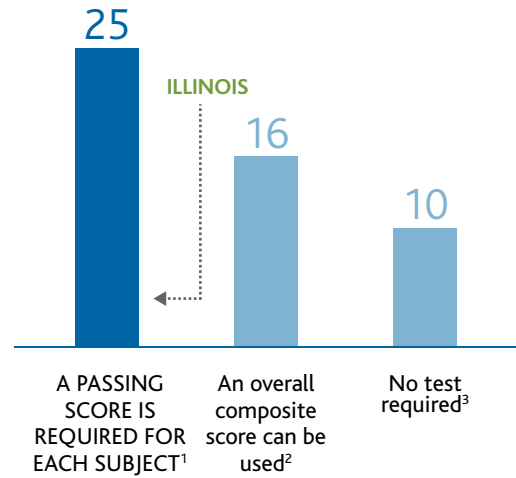 25
ILLINOIS
16
10
A PASSING
SCORE IS
REQUIRED FOR
EACH SUBJECT¹
An overall
composite
score can be
used²
No test
required³